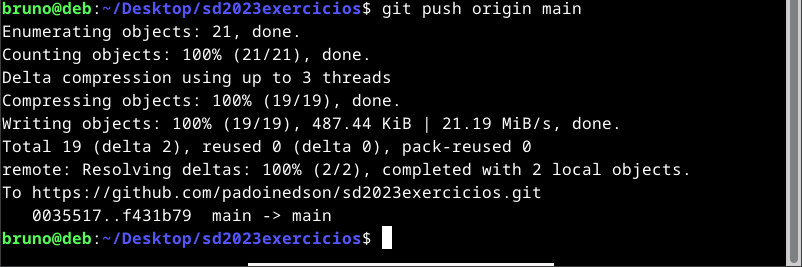 bruno@deb:~/Desktop/sd2023exercicios$ git push origin main
Enumerating objects: 21, done.
Counting objects: 100% (21/21), done.
Delta compression using up to 3 threads
Compressing objects: 100% (19/19), done.
Writing objects: 100% (19/19), 487.44 KiB | 21.19 MiB/s, done.
Total 19 (delta 2), reused 0 (delta 0), pack-reused 0
remote: Resolving deltas: 100% (2/2), completed with 2 local objects.
To https://github.com/padoinedson/sd2023exercicios.git
   0035517..f431b79  main -> main
bruno@deb:~/Desktop/sd2023exercicios$